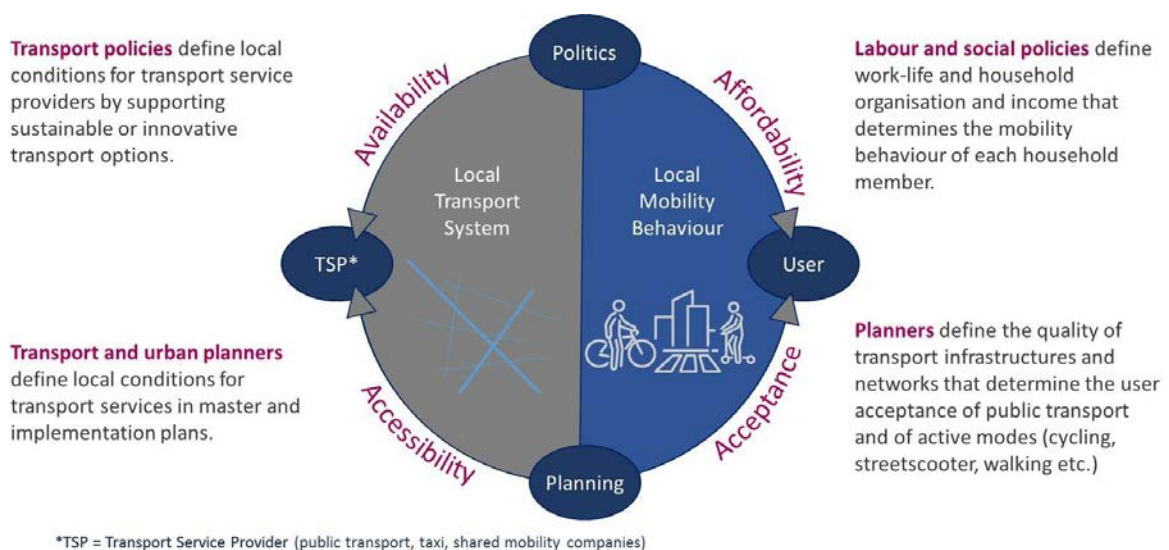 Transport policies define local
conditions for transport service
providers by supporting
sustainable or innovative
transport options.
Politics
Labour and social policies define
work-life and household
organisation and income that
determines the mobility
behaviour of each household
member.
Availability
Affordability
Local
Transport
System
Local
Mobility
Behaviour
TSP*
User
Transport and urban planners
define local conditions for
transport services in master and
implementation plans.
Accessibility
Acceptance
Planners define the quality of
transport infrastructures and
networks that determine the user
acceptance of public transport
and of active modes (cycling,
streetscooter, walking etc.)
Planning
*TSP = Transport Service Provider (public transport, taxi, shared mobility companies)